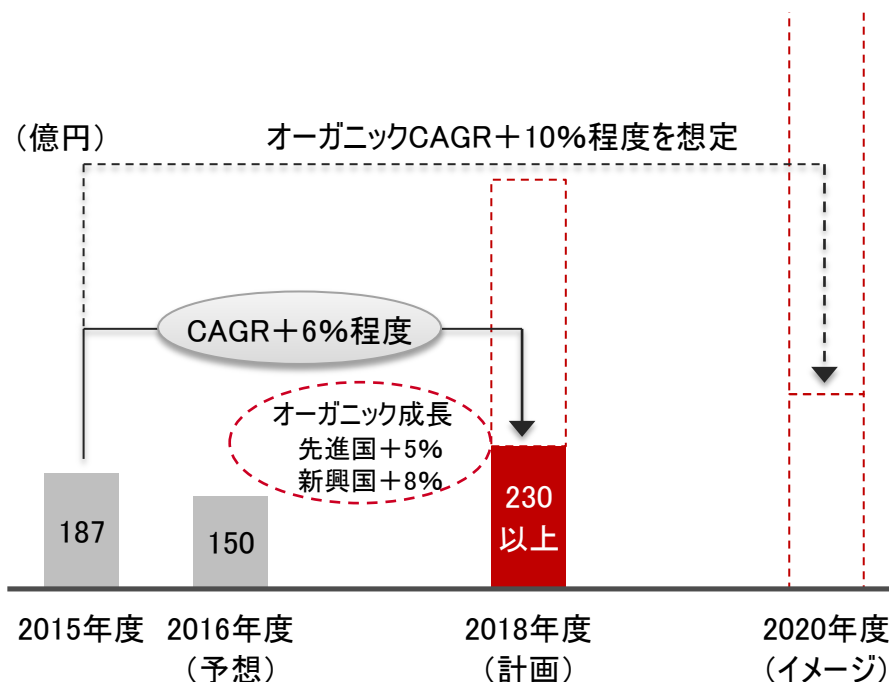 （億円）
オーガニックCAGR＋10%程度を想定
CAGR＋6%程度
オーガニック成長
先進国＋5%
新興国＋8%
187
150
230
以上
2015年度
2016年度
（予想）
2018年度
（計画）
2020年度
（イメージ）